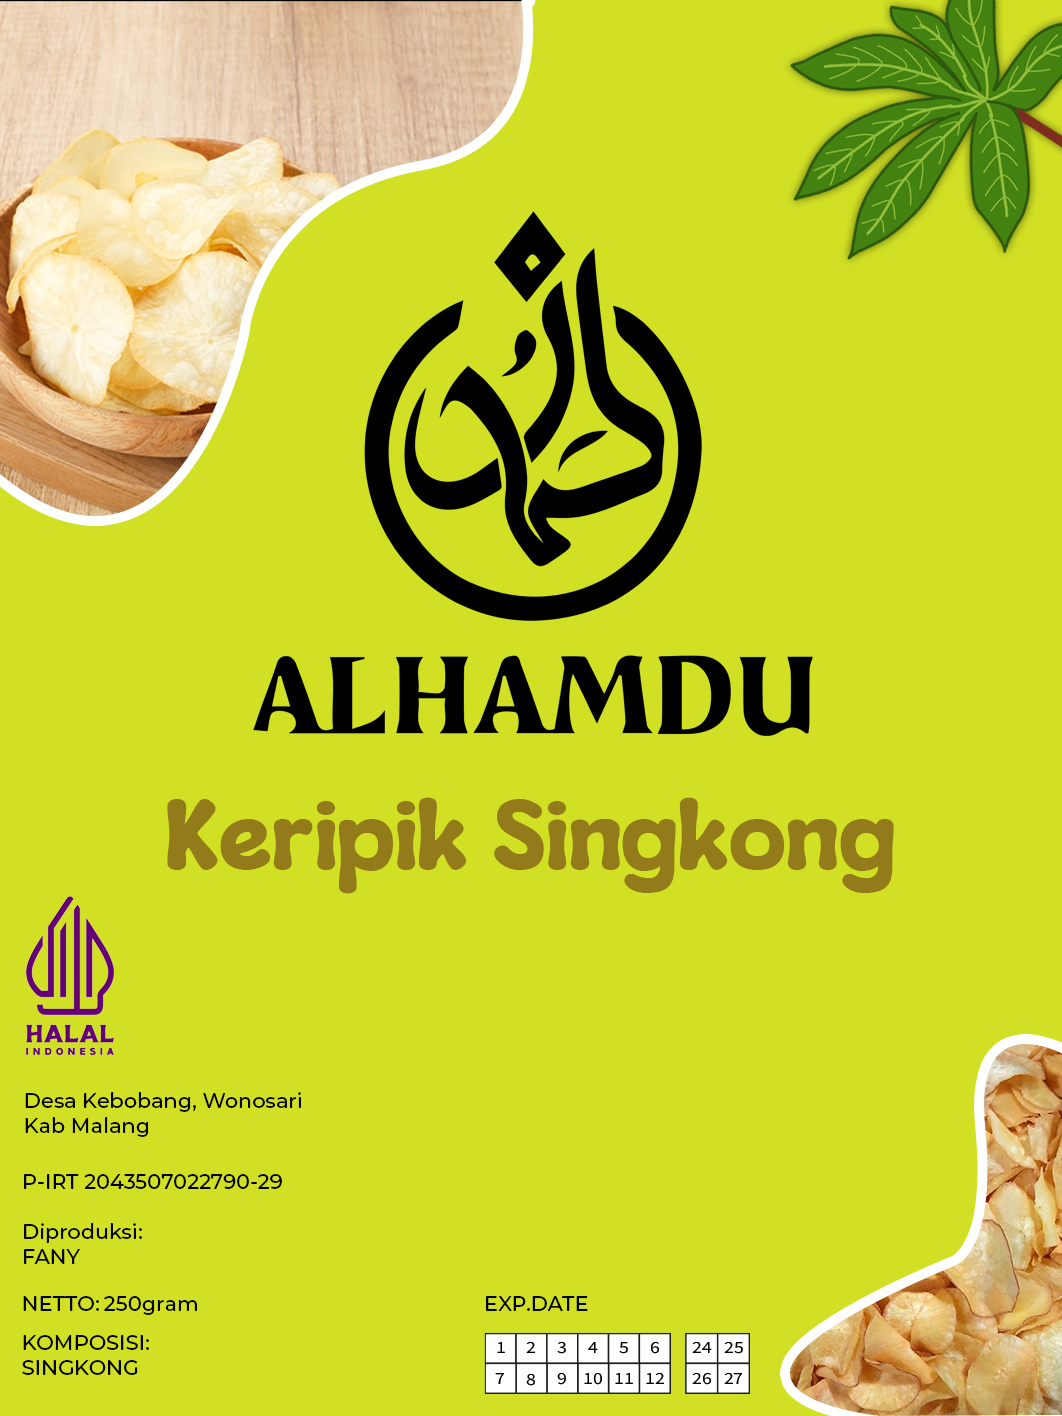 ALHAMDU
Keripik Singkong
HALAL
INDONESIA
Desa Kebobang, Wonosari
Kab Malang
P-IRT 2043507022790-29
Diproduksi:
FANY
NETTO: 250gram
KOMPOSISI:
SINGKONG
EXP.DATE
1 2 3 4 5 6 24 25
7 8 9 10 11 12 26 27